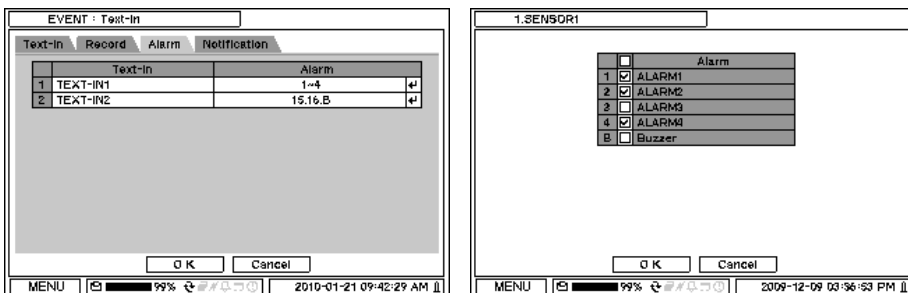 EVENT : Text-In
Text-In Record Alarm Notification
Text-In Alarm
1 TEXT-IN1 1~4
2 TEXT-IN2 15.16.B
OK Cancel
MENU 99% 2010-01-21 09:42:29 AM
1.SENSOR1
Alarm
1 ALARM1
2 ALARM2
3 ALARM3
4 ALARM4
B Buzzer
OK Cancel
MENU 99% 2009-12-09 03:56:53 PM